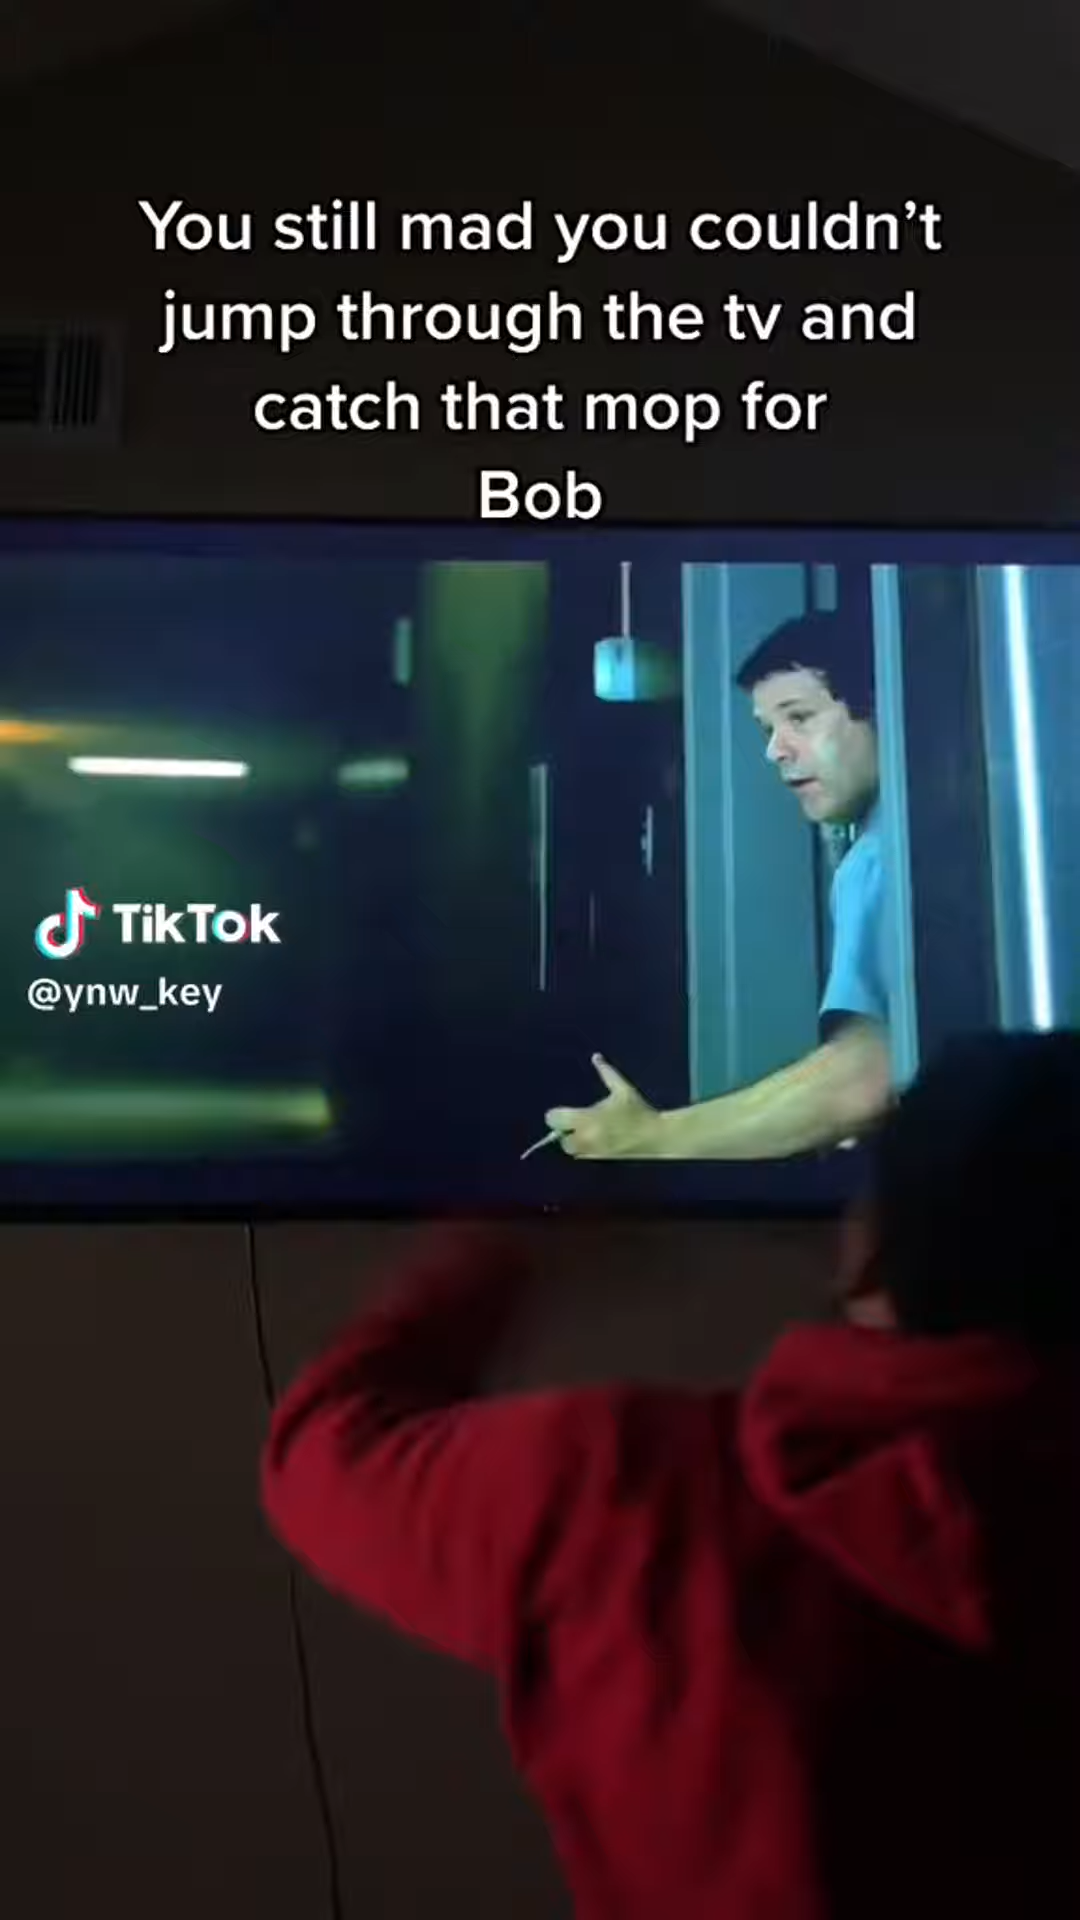 You still mad you couldn’t
jump through the tv and
catch that mop for
Bob
TikTok
@ynw_key